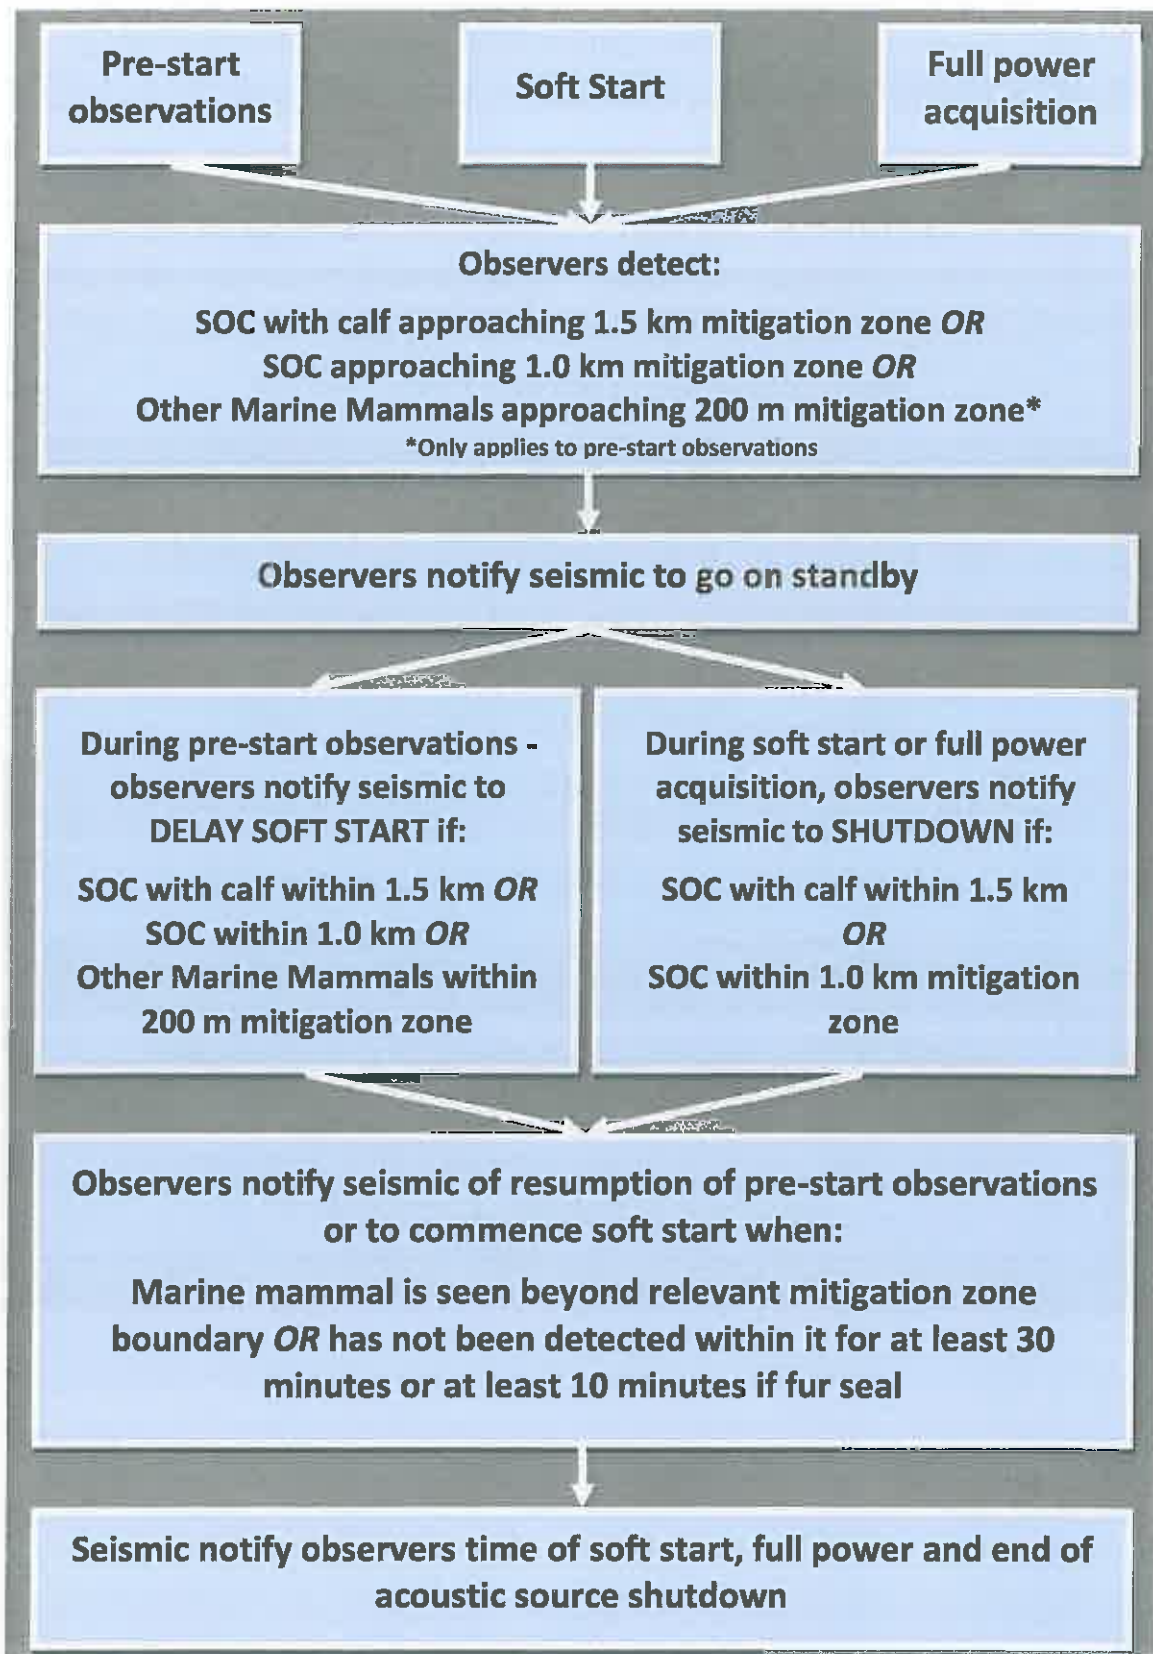 Pre-start
observations
Soft Start
Full power
acquisition
Observers detect:
SOC with calf approaching 1.5 km mitigation zone OR
SOC approaching 1.0 km mitigation zone OR
Other Marine Mammals approaching 200 m mitigation zone*
*Only applies to pre-start observations
Observers notify seismic to go on standby
During pre-start observations -
observers notify seismic to
DELAY SOFT START if:
SOC with calf within 1.5 km OR
SOC within 1.0 km OR
Other Marine Mammals within
200 m mitigation zone
During soft start or full power
acquisition, observers notify
seismic to SHUTDOWN if:
SOC with calf within 1.5 km
OR
SOC within 1.0 km mitigation
zone
Observers notify seismic of resumption of pre-start observations
or to commence soft start when:
Marine mammal is seen beyond relevant mitigation zone
boundary OR has not been detected within it for at least 30
minutes or at least 10 minutes if fur seal
Seismic notify observers time of soft start, full power and end of
acoustic source shutdown